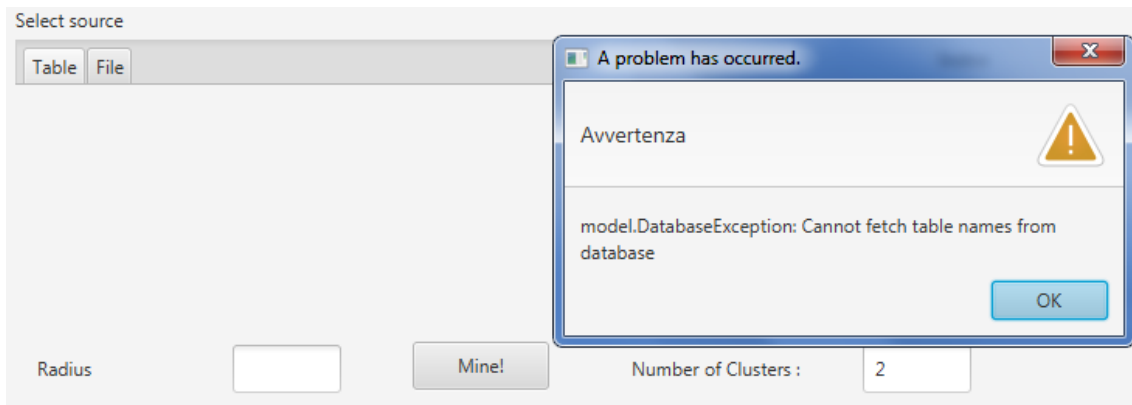 Select source
Table File
A problem has occurred.
Avvertenza
model.DatabaseException: Cannot fetch table names from
database
OK
Radius
Mine!
Number of Clusters :
2